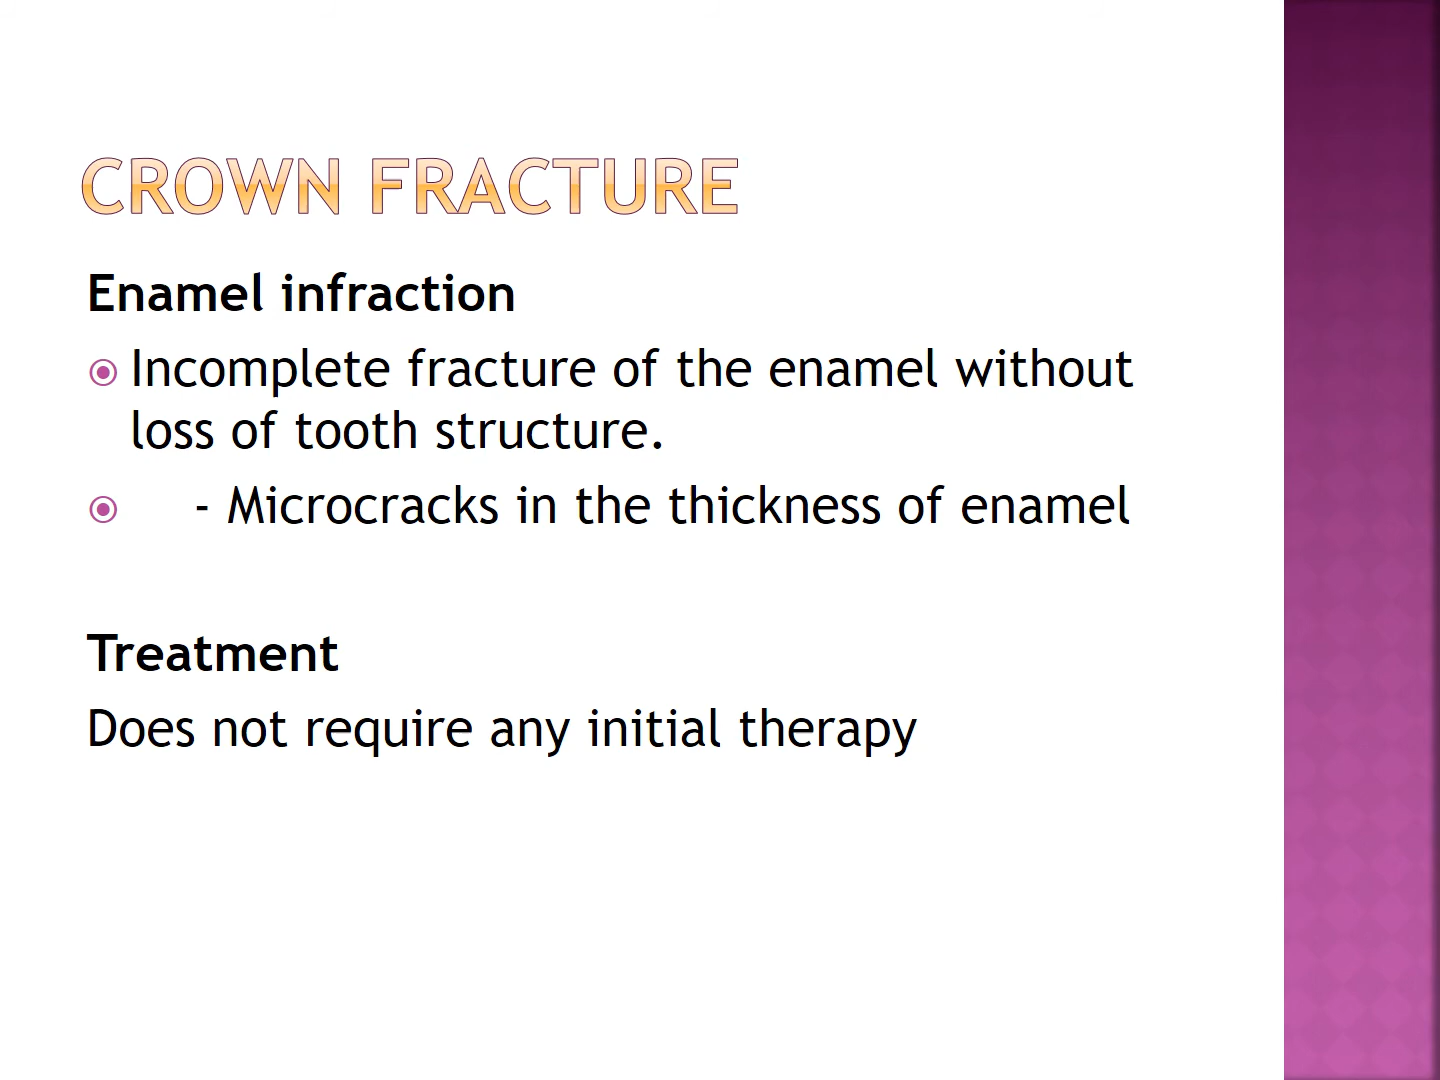 CROWN FRACTURE
Enamel infraction
Incomplete fracture of the enamel without
loss of tooth structure.
- Microcracks in the thickness of enamel
Treatment
Does not require any initial therapy